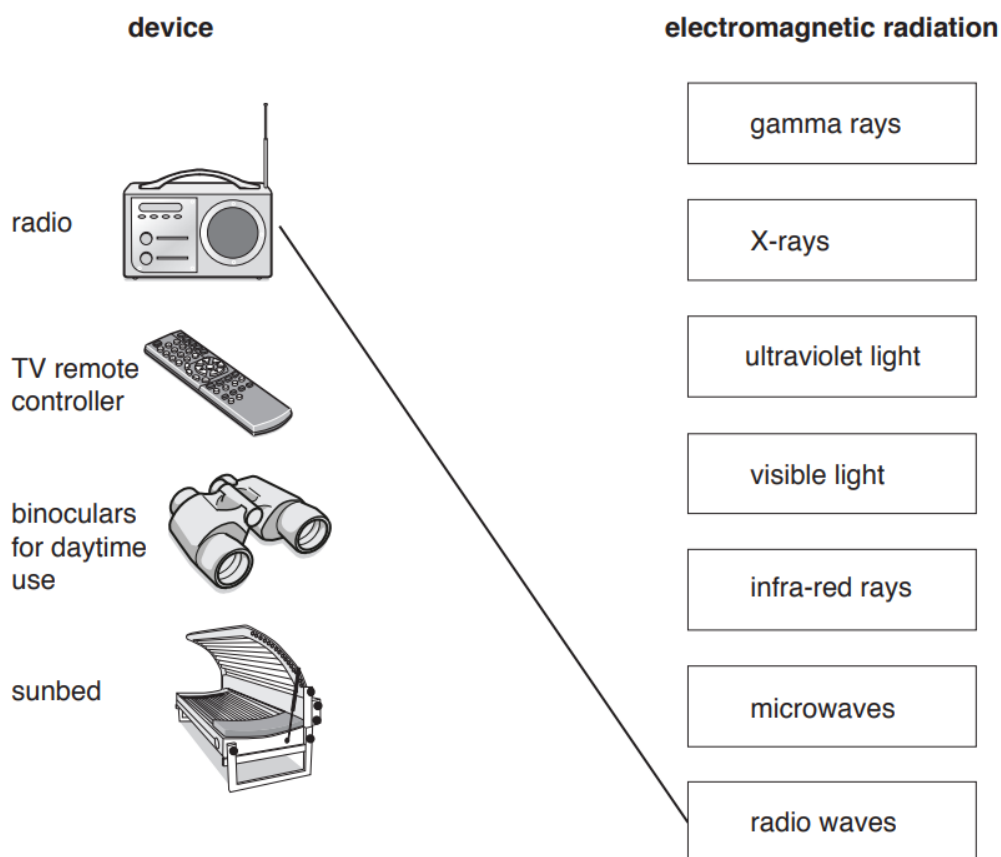 device
electromagnetic radiation
radio
TV remote
controller
binoculars
for daytime
use
sunbed
gamma rays
X-rays
ultraviolet light
visible light
infra-red rays
microwaves
radio waves